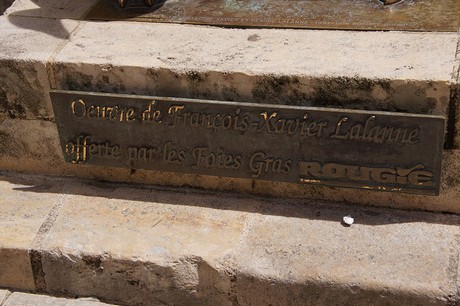 Oeuvre de François-Xavier Lalanne
offerte par les Foies Gras ROUGIÉ